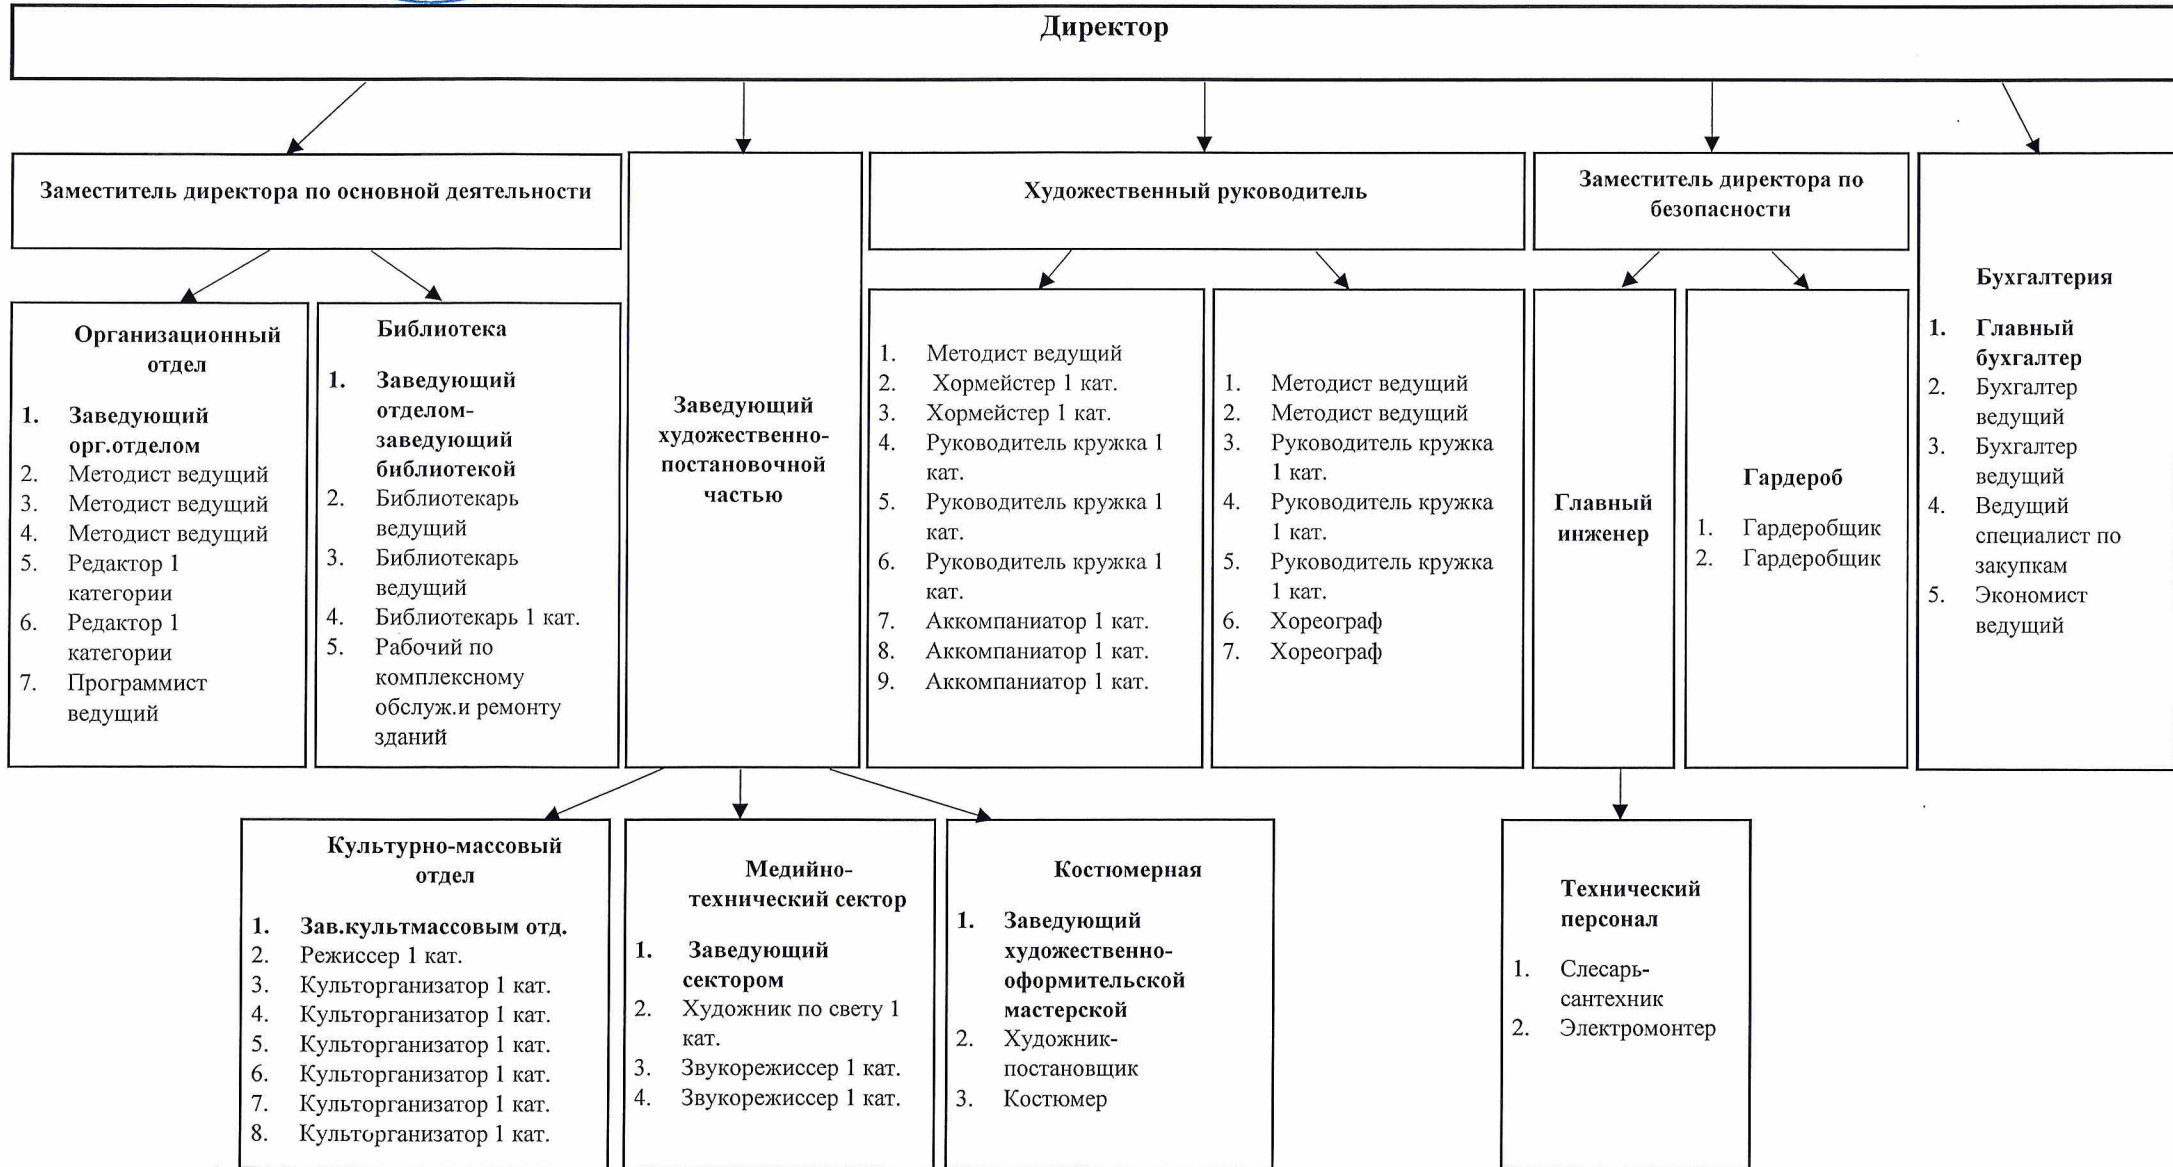 Директор
Заместитель директора по основной деятельности
Организационный
отдел
1. Заведующий
орг.отделом
2. Методист ведущий
3. Методист ведущий
4. Методист ведущий
5. Редактор 1
категории
6. Редактор 1
категории
7. Программист
ведущий
Библиотека
1. Заведующий
отделом-
заведующий
библиотекой
2. Библиотекарь
ведущий
3. Библиотекарь
ведущий
4. Библиотекарь 1 кат.
5. Рабочий по
комплексному
обслуж.и ремонту
зданий
Заведующий
художественно-
постановочной
частью
Художественный руководитель
1. Методист ведущий
2. Хормейстер 1 кат.
3. Хормейстер 1 кат.
4. Руководитель кружка 1
кат.
5. Руководитель кружка 1
кат.
6. Руководитель кружка 1
кат.
7. Аккомпаниатор 1 кат.
8. Аккомпаниатор 1 кат.
9. Аккомпаниатор 1 кат.
1. Методист ведущий
2. Методист ведущий
3. Руководитель кружка
1 кат.
4. Руководитель кружка
1 кат.
5. Руководитель кружка
1 кат.
6. Хореограф
7. Хореограф
Заместитель директора по
безопасности
Главный
инженер
Гардероб
1. Гардеробщик
2. Гардеробщик
Бухгалтерия
1. Главный
бухгалтер
2. Бухгалтер
ведущий
3. Бухгалтер
ведущий
4. Ведущий
специалист по
закупкам
5. Экономист
ведущий
Культурно-массовый
отдел
1. Зав.культмассовым отд.
2. Режиссер 1 кат.
3. Культорганизатор 1 кат.
4. Культорганизатор 1 кат.
5. Культорганизатор 1 кат.
6. Культорганизатор 1 кат.
7. Культорганизатор 1 кат.
8. Культорганизатор 1 кат.
Медийно-
технический сектор
1. Заведующий
сектором
2. Художник по свету 1
кат.
3. Звукорежиссер 1 кат.
4. Звукорежиссер 1 кат.
Костюмерная
1. Заведующий
художественно-
оформительской
мастерской
2. Художник-
постановщик
3. Костюмер
Технический
персонал
1. Слесарь-
сантехник
2. Электромонтер